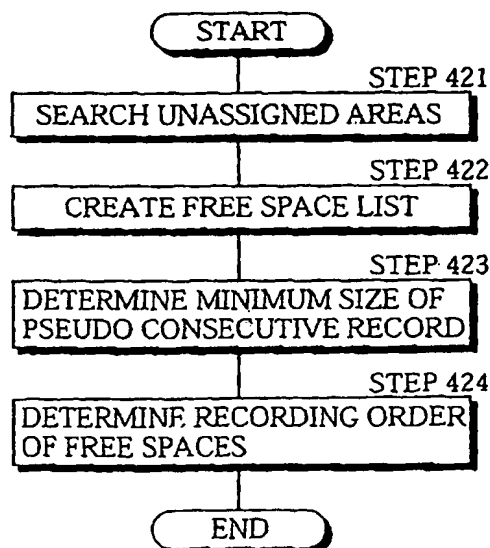 START
STEP 421
SEARCH UNASSIGNED AREAS
STEP 422
CREATE FREE SPACE LIST
STEP 423
DETERMINE MINIMUM SIZE OF
PSEUDO CONSECUTIVE RECORD
STEP 424
DETERMINE RECORDING ORDER
OF FREE SPACES
END